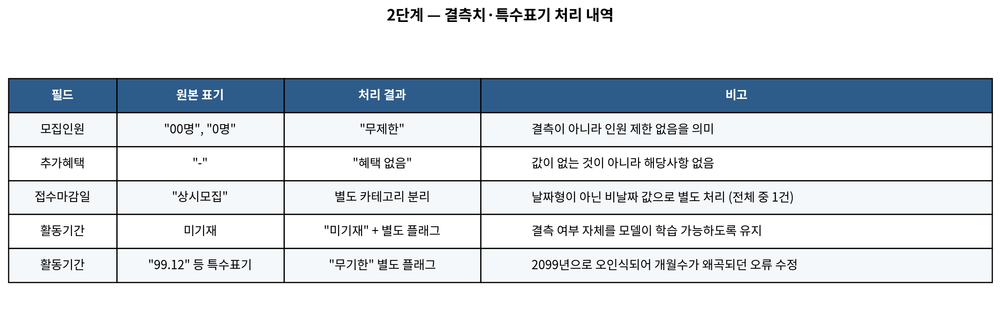 2단계 — 결측치·특수표기 처리 내역
필드 원본 표기 처리 결과 비고
모집인원 "00명", "0명" "무제한" 결측이 아니라 인원 제한 없음을 의미
추가혜택 "-" "혜택 없음" 값이 없는 것이 아니라 해당사항 없음
접수마감일 "상시모집" 별도 카테고리 분리 날짜형이 아닌 비날짜 값으로 별도 처리 (전체 중 1건)
활동기간 미기재 "미기재" + 별도 플래그 결측 여부 자체를 모델이 학습 가능하도록 유지
활동기간 "99.12" 등 특수표기 "무기한" 별도 플래그 2099년으로 오인식되어 개월수가 왜곡되던 오류 수정